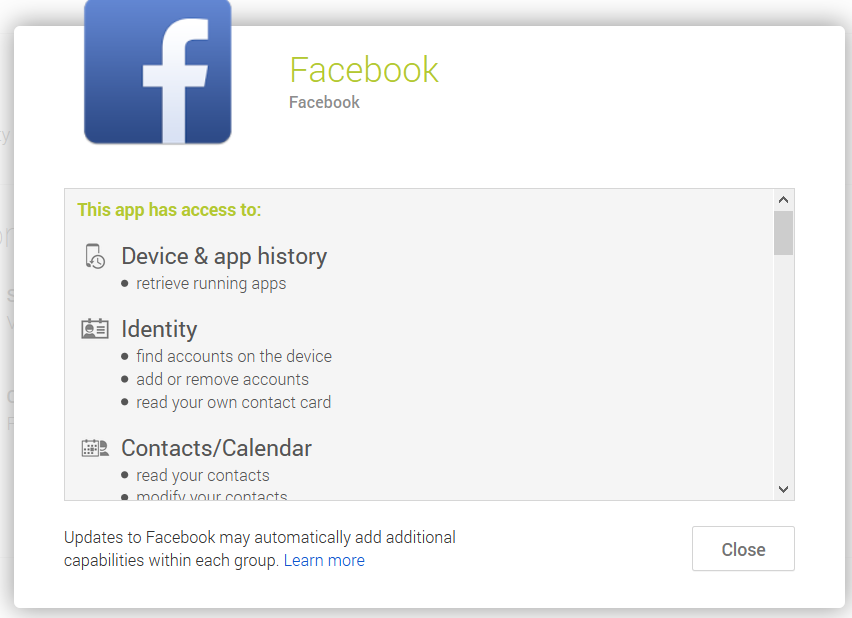 Facebook
Facebook
This app has access to:
Device & app history
retrieve running apps
Identity
find accounts on the device
add or remove accounts
read your own contact card
Contacts/Calendar
read your contacts
modify your contacts
Updates to Facebook may automatically add additional
capabilities within each group. Learn more
Close